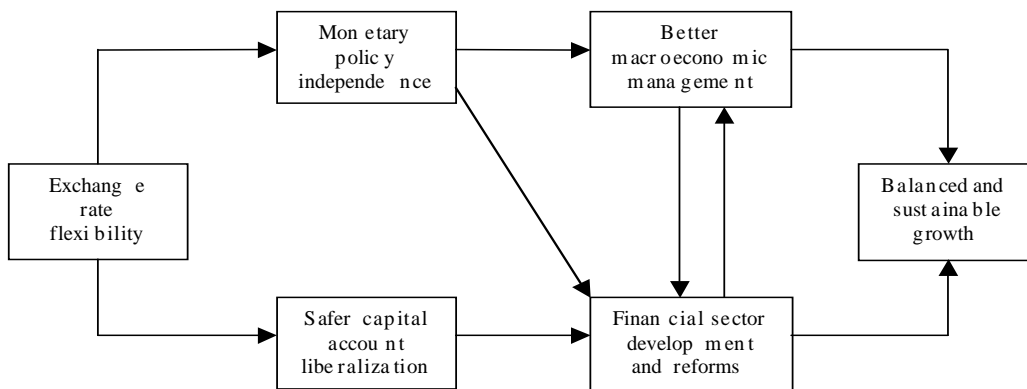 Monetary
policy
independence
Better
macroeconomic
management
Exchange
rate
flexibility
Balanced and
sustainable
growth
Safer capital
account
liberalization
Financial sector
development
and reforms